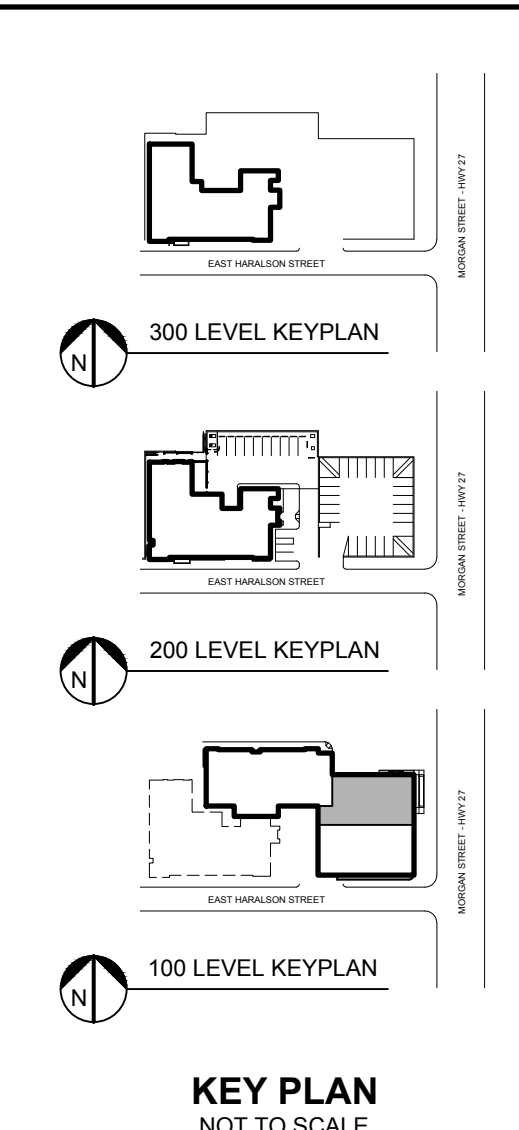 MORGAN STREET - HWY 27
EAST HARALSON STREET
300 LEVEL KEYPLAN
N
MORGAN STREET - HWY 27
EAST HARALSON STREET
200 LEVEL KEYPLAN
N
MORGAN STREET - HWY 27
EAST HARALSON STREET
100 LEVEL KEYPLAN
N
KEY PLAN
NOT TO SCALE